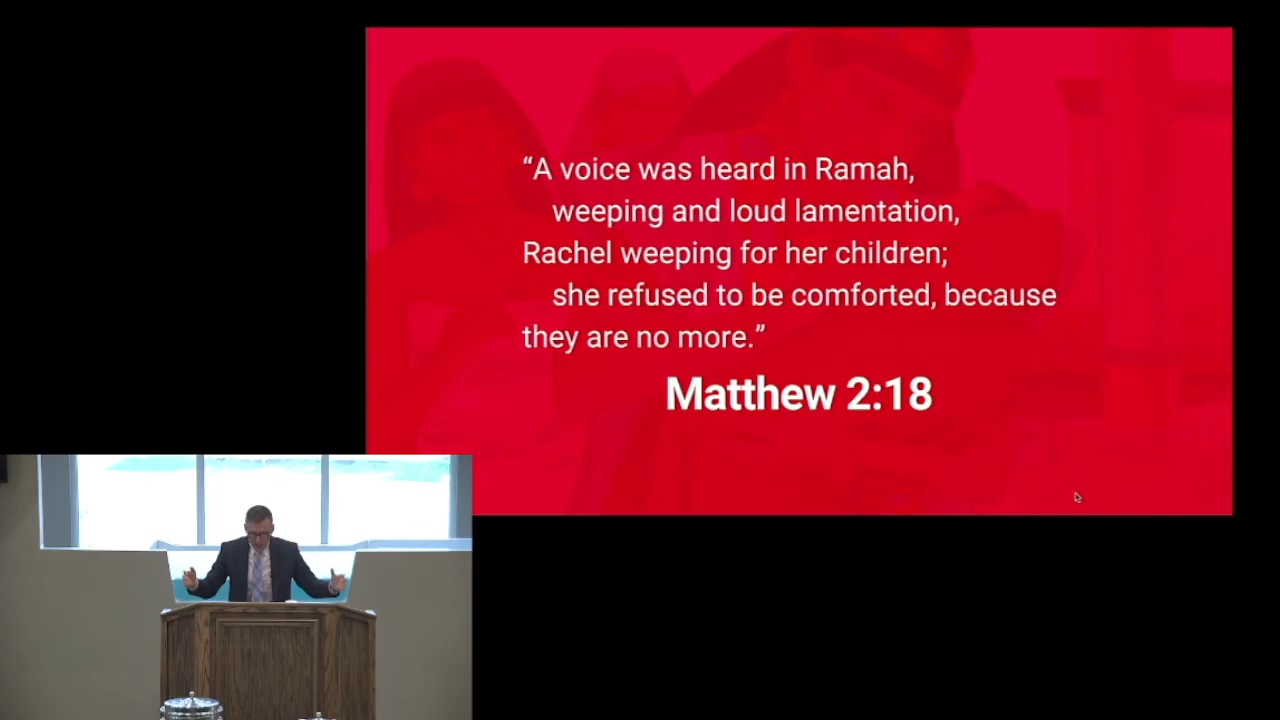 “A voice was heard in Ramah,
weeping and loud lamentation,
Rachel weeping for her children;
she refused to be comforted, because
they are no more.”
Matthew 2:18